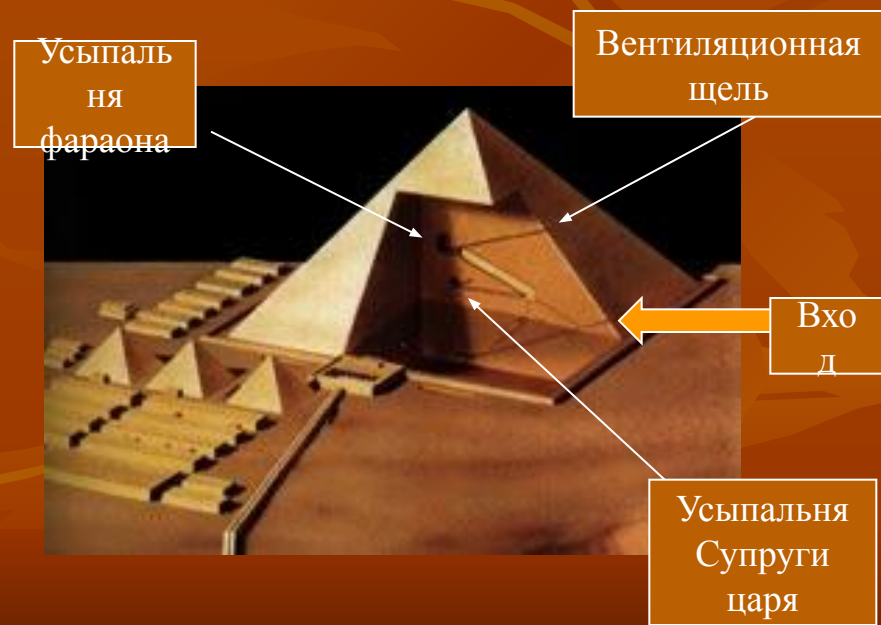 Усыпаль
ня
фараона
Вентиляционная
щель
Вхо
д
Усыпальня
Супруги
царя